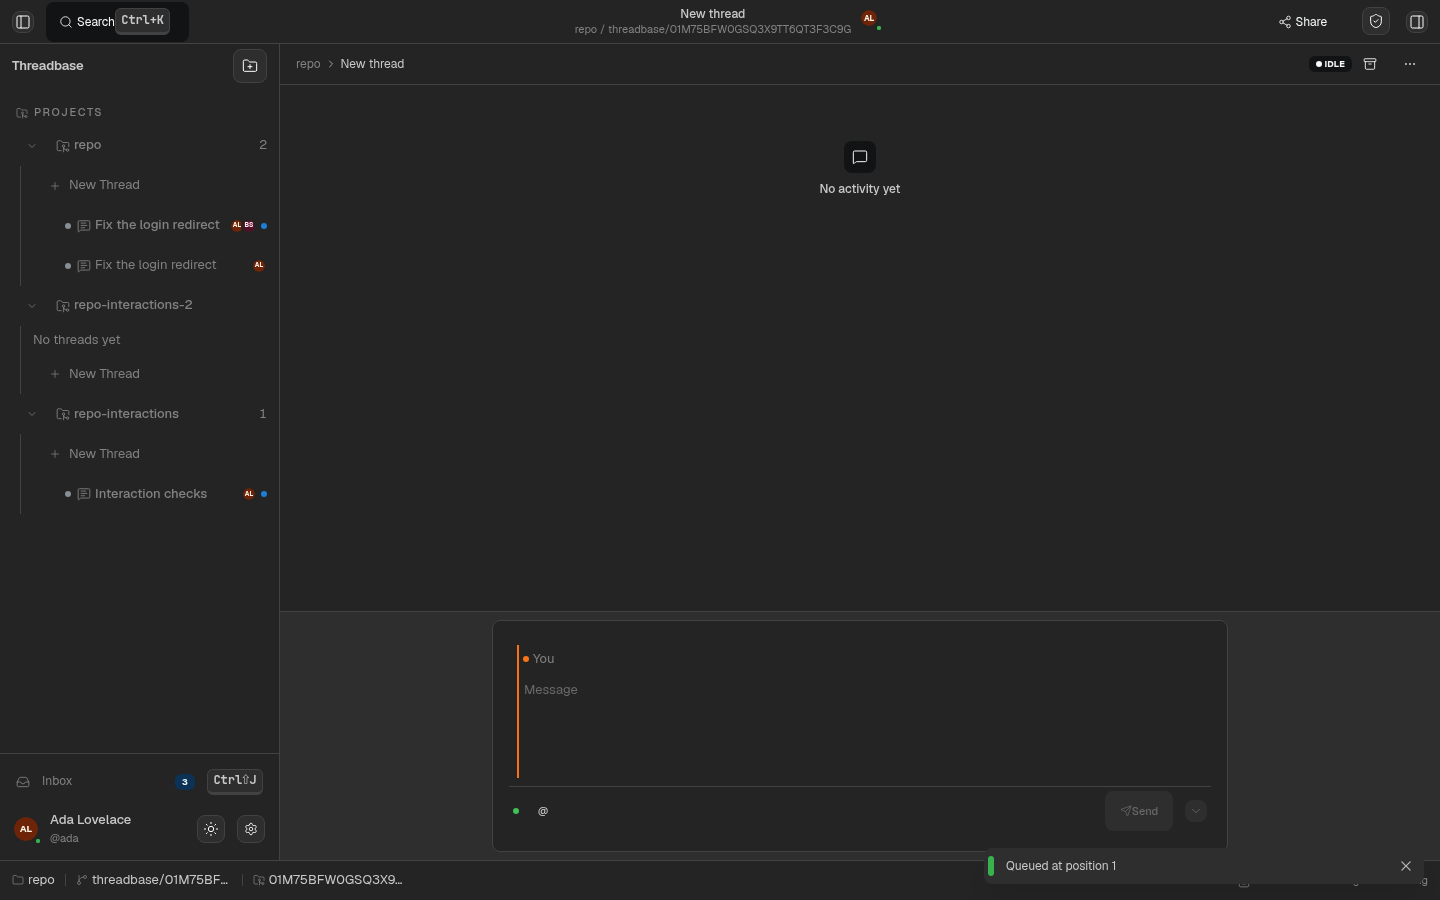 Search Ctrl+K
New thread
repo / threadbase/01M75BFW0GSQ3X9TT6QT3F3C9G
AL
Share
Threadbase
repo > New thread
IDLE
PROJECTS
repo 2
New Thread
Fix the login redirect AL BS
Fix the login redirect AL
repo-interactions-2
No threads yet
New Thread
repo-interactions 1
New Thread
Interaction checks AL
No activity yet
You
Message
@
Send
Inbox 3 Ctrl⇧J
AL Ada Lovelace
@ada
Queued at position 1
repo threadbase/01M75BF… 01M75BFW0GSQ3X9…